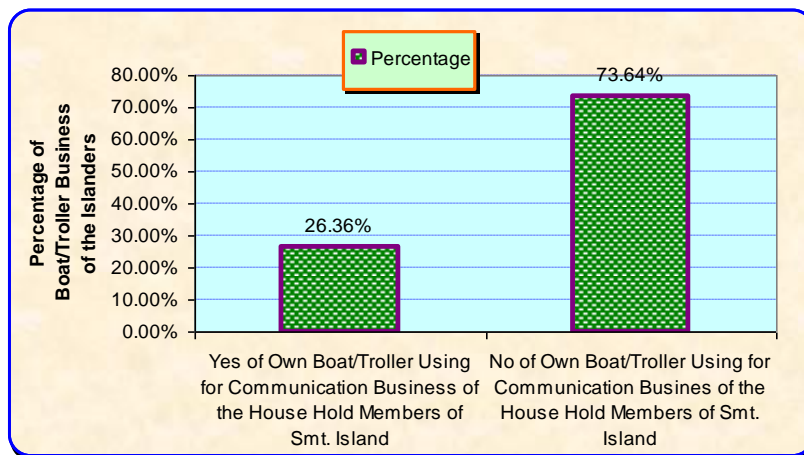 Percentage
80.00%
70.00%
60.00%
50.00%
40.00%
30.00%
20.00%
10.00%
0.00%
Percentage of
Boat/Troller Business
of the Islanders
26.36%
73.64%
Yes of Own Boat/Troller Using
for Communication Business of
the House Hold Members of
Smt. Island
No of Own Boat/Troller Using for
Communication Busines of the
House Hold Members of Smt.
Island